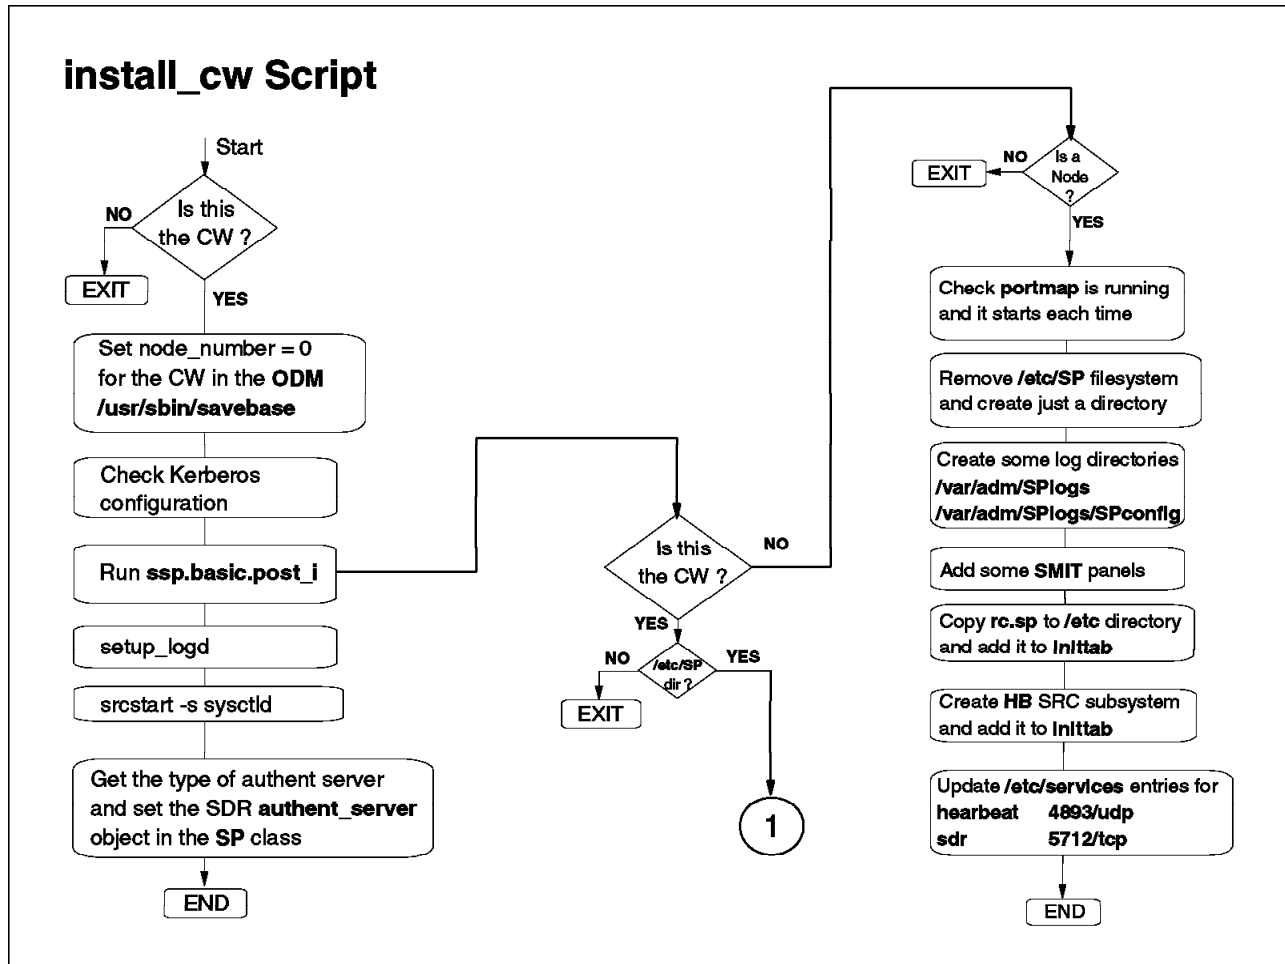 install_cw Script
Start
Is this
the CW ?
NO
EXIT
YES
Set node_number = 0
for the CW in the ODM
/usr/sbin/savebase
Check Kerberos
configuration
Run ssp.basic.post_i
setup_logd
srcstart -s sysctld
Get the type of authent server
and set the SDR authent_server
object in the SP class
END
Is this
the CW ?
NO
YES
/etc/SP
dir ?
NO
YES
EXIT
1
Is a
Node
?
NO
EXIT
YES
Check portmap is running
and it starts each time
Remove /etc/SP filesystem
and create just a directory
Create some log directories
/var/adm/SPlogs
/var/adm/SPlogs/SPconfig
Add some SMIT panels
Copy rc.sp to /etc directory
and add it to inittab
Create HB SRC subsystem
and add it to inittab
Update /etc/services entries for
hearbeat 4893/udp
sdr 5712/tcp
END